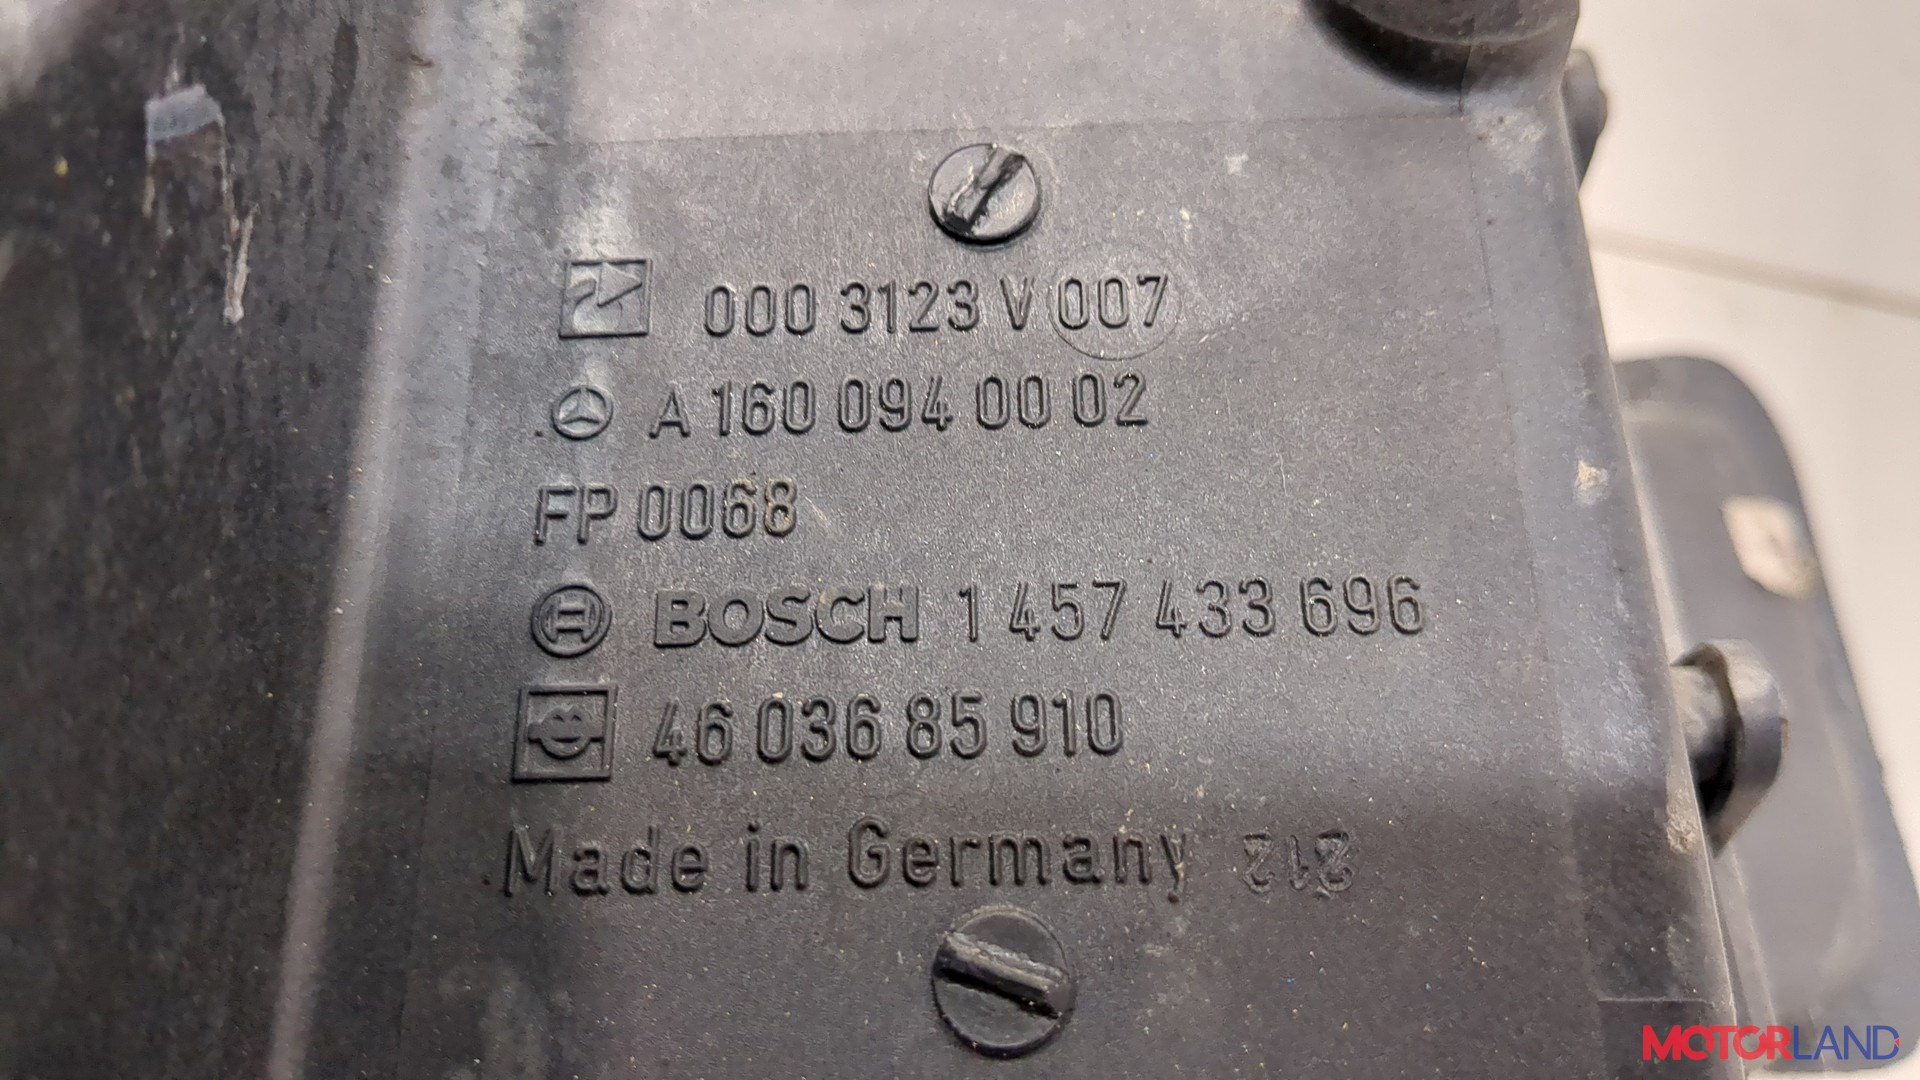 000 3123 V 007
A 160 094 00 02
FP 0068
BOSCH 1 457 433 696
46 036 85 910
Made in Germany 212
MOTORLAND